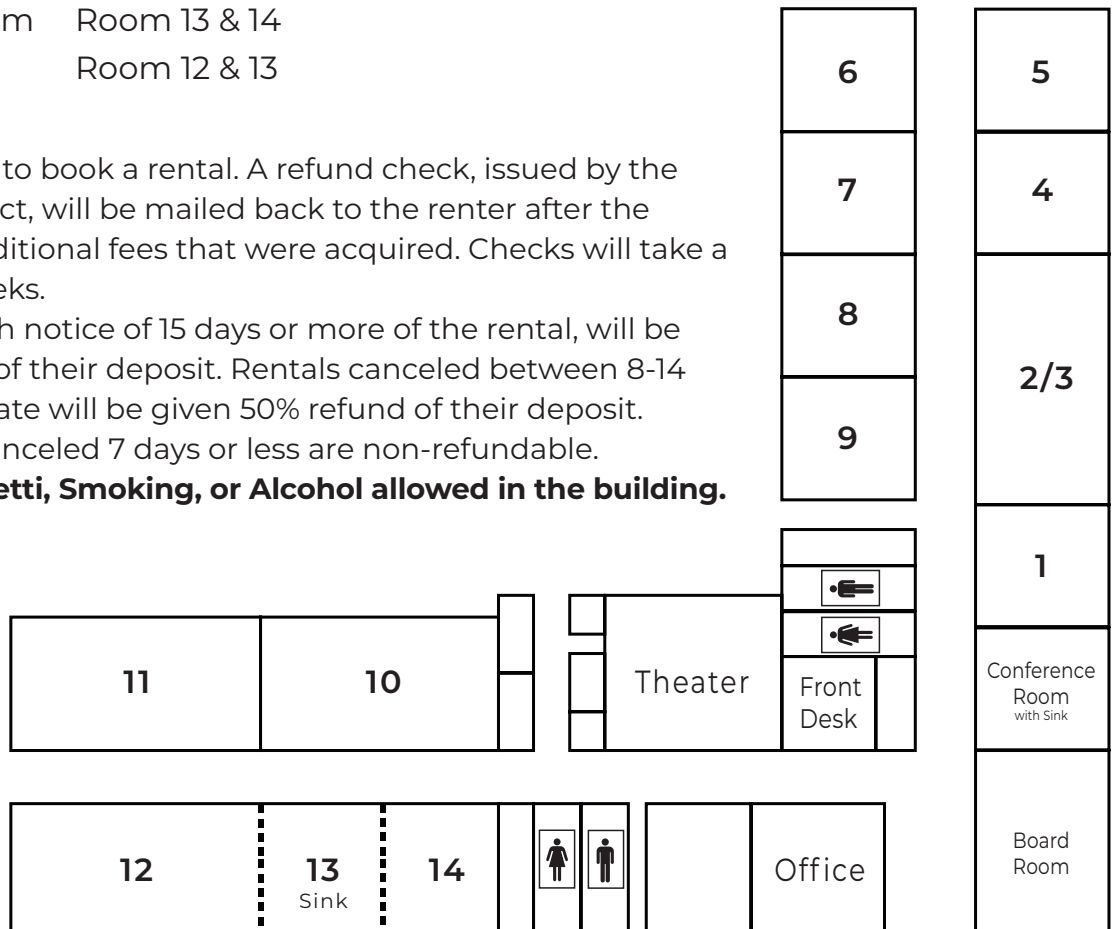 m Room 13 & 14
Room 12 & 13
to book a rental. A refund check, issued by the
ct, will be mailed back to the renter after the
ditional fees that were acquired. Checks will take a
eks.
h notice of 15 days or more of the rental, will be
of their deposit. Rentals canceled between 8-14
ate will be given 50% refund of their deposit.
nceled 7 days or less are non-refundable.
etti, Smoking, or Alcohol allowed in the building.
6
5
7
4
8
2/3
9
1
11
10
Theater
Front
Desk
Conference
Room
with Sink
12
13
Sink
14
Office
Board
Room